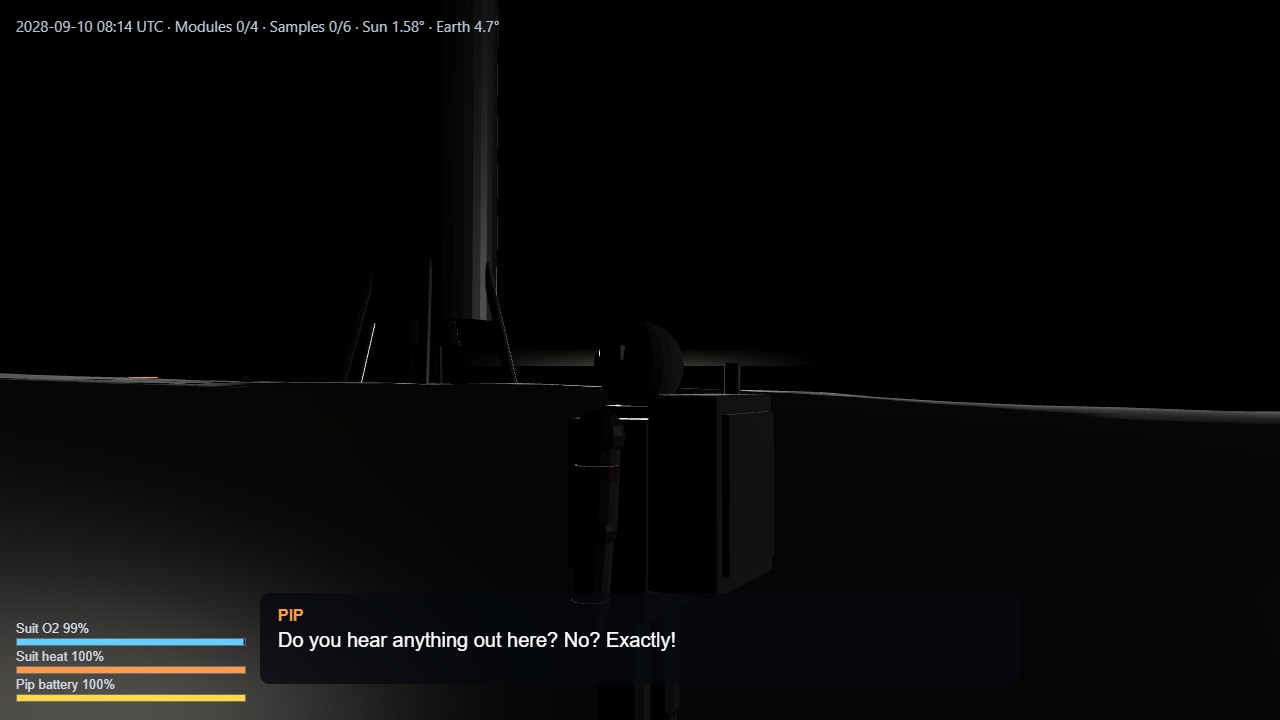 2028-09-10 08:14 UTC · Modules 0/4 · Samples 0/6 · Sun 1.58° · Earth 4.7°
Suit O2 99%
Suit heat 100%
Pip battery 100%
PIP
Do you hear anything out here? No? Exactly!